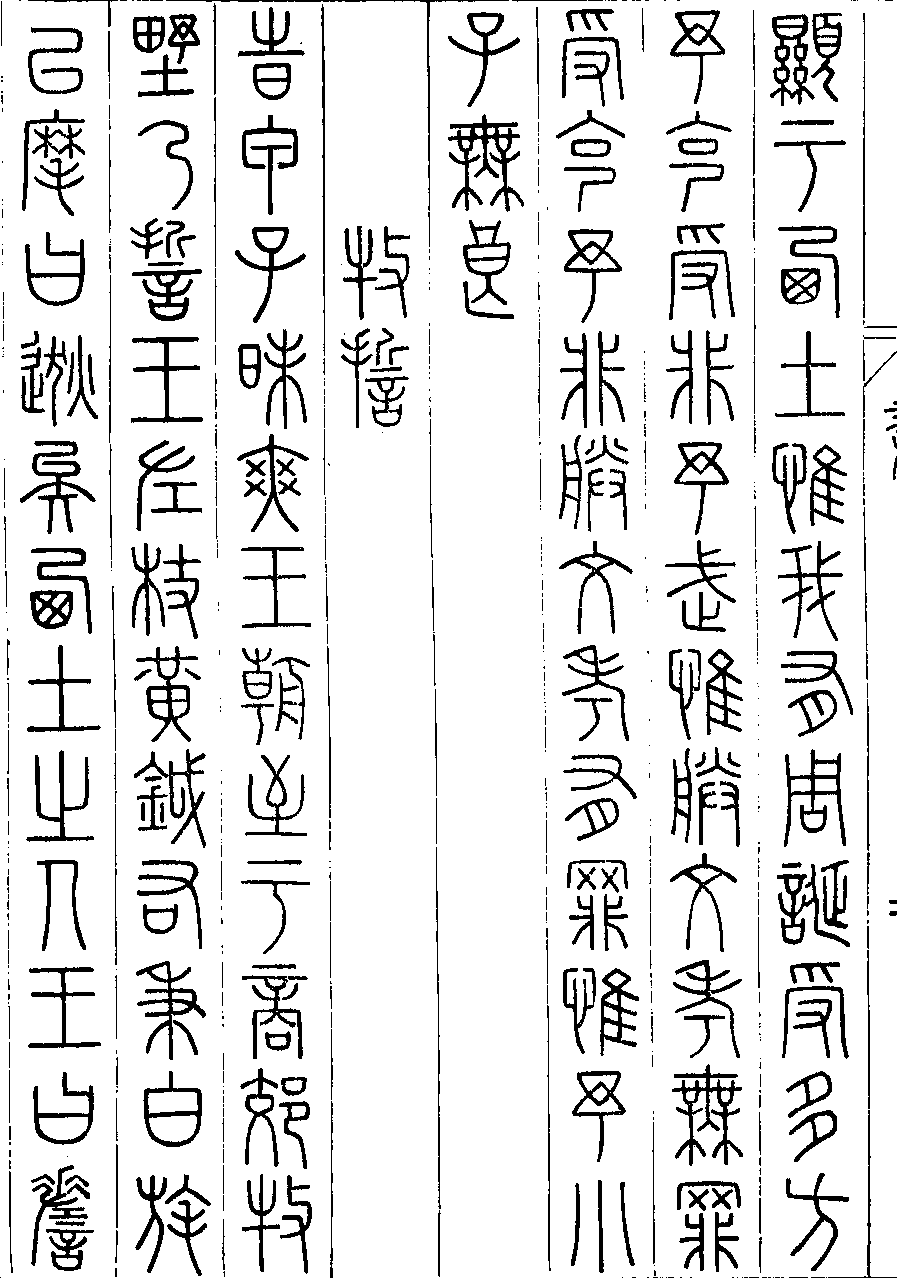 顯于西土惟我有周誕受多方
予克受非予武惟朕文考無罪
受克予非朕文考有罪惟予小
子無良
牧誓
旹甲子昧爽王朝至于商郊牧
野乃誓王左杖黃鉞右秉白旄
以麾曰逖矣西土之人王曰嗟